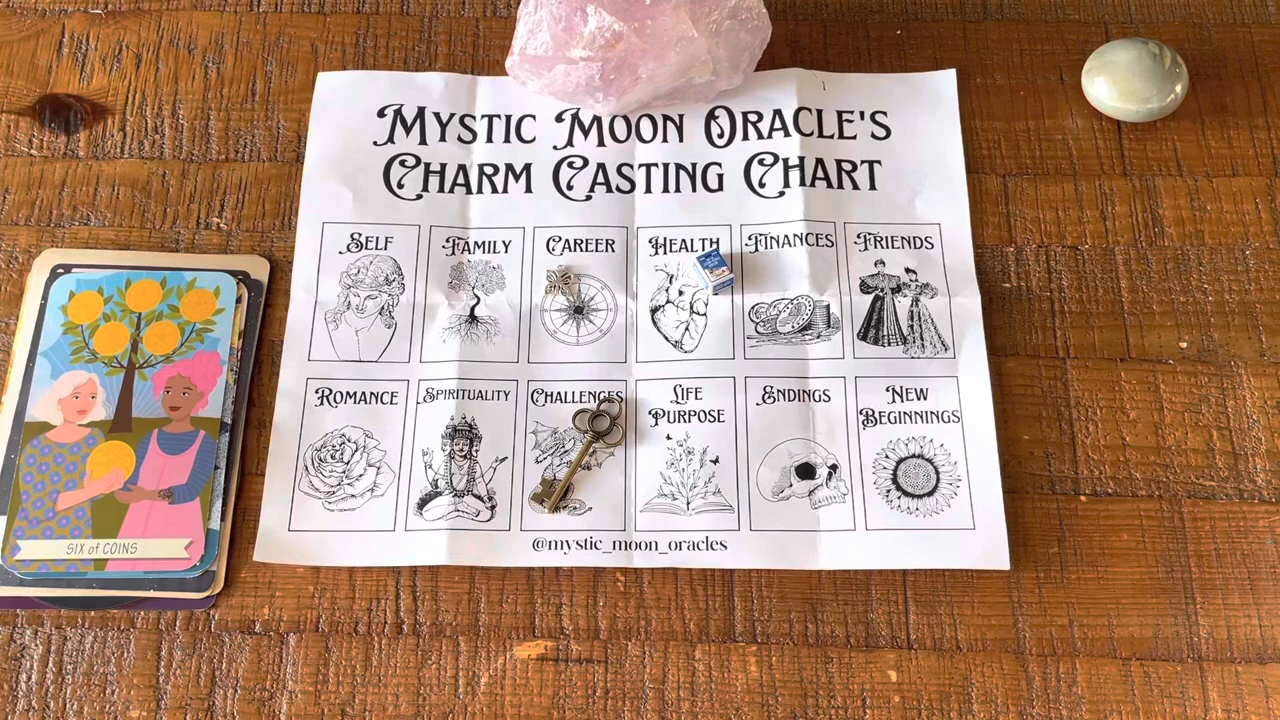 MYSTIC MOON ORACLE'S
CHARM CASTING CHART
SELF
FAMILY
CAREER
HEALTH
FINANCES
FRIENDS
ROMANCE
SPIRITUALITY
CHALLENGES
LIFE
PURPOSE
ENDINGS
NEW
BEGINNINGS
@mystic_moon_oracles
SIX of COINS